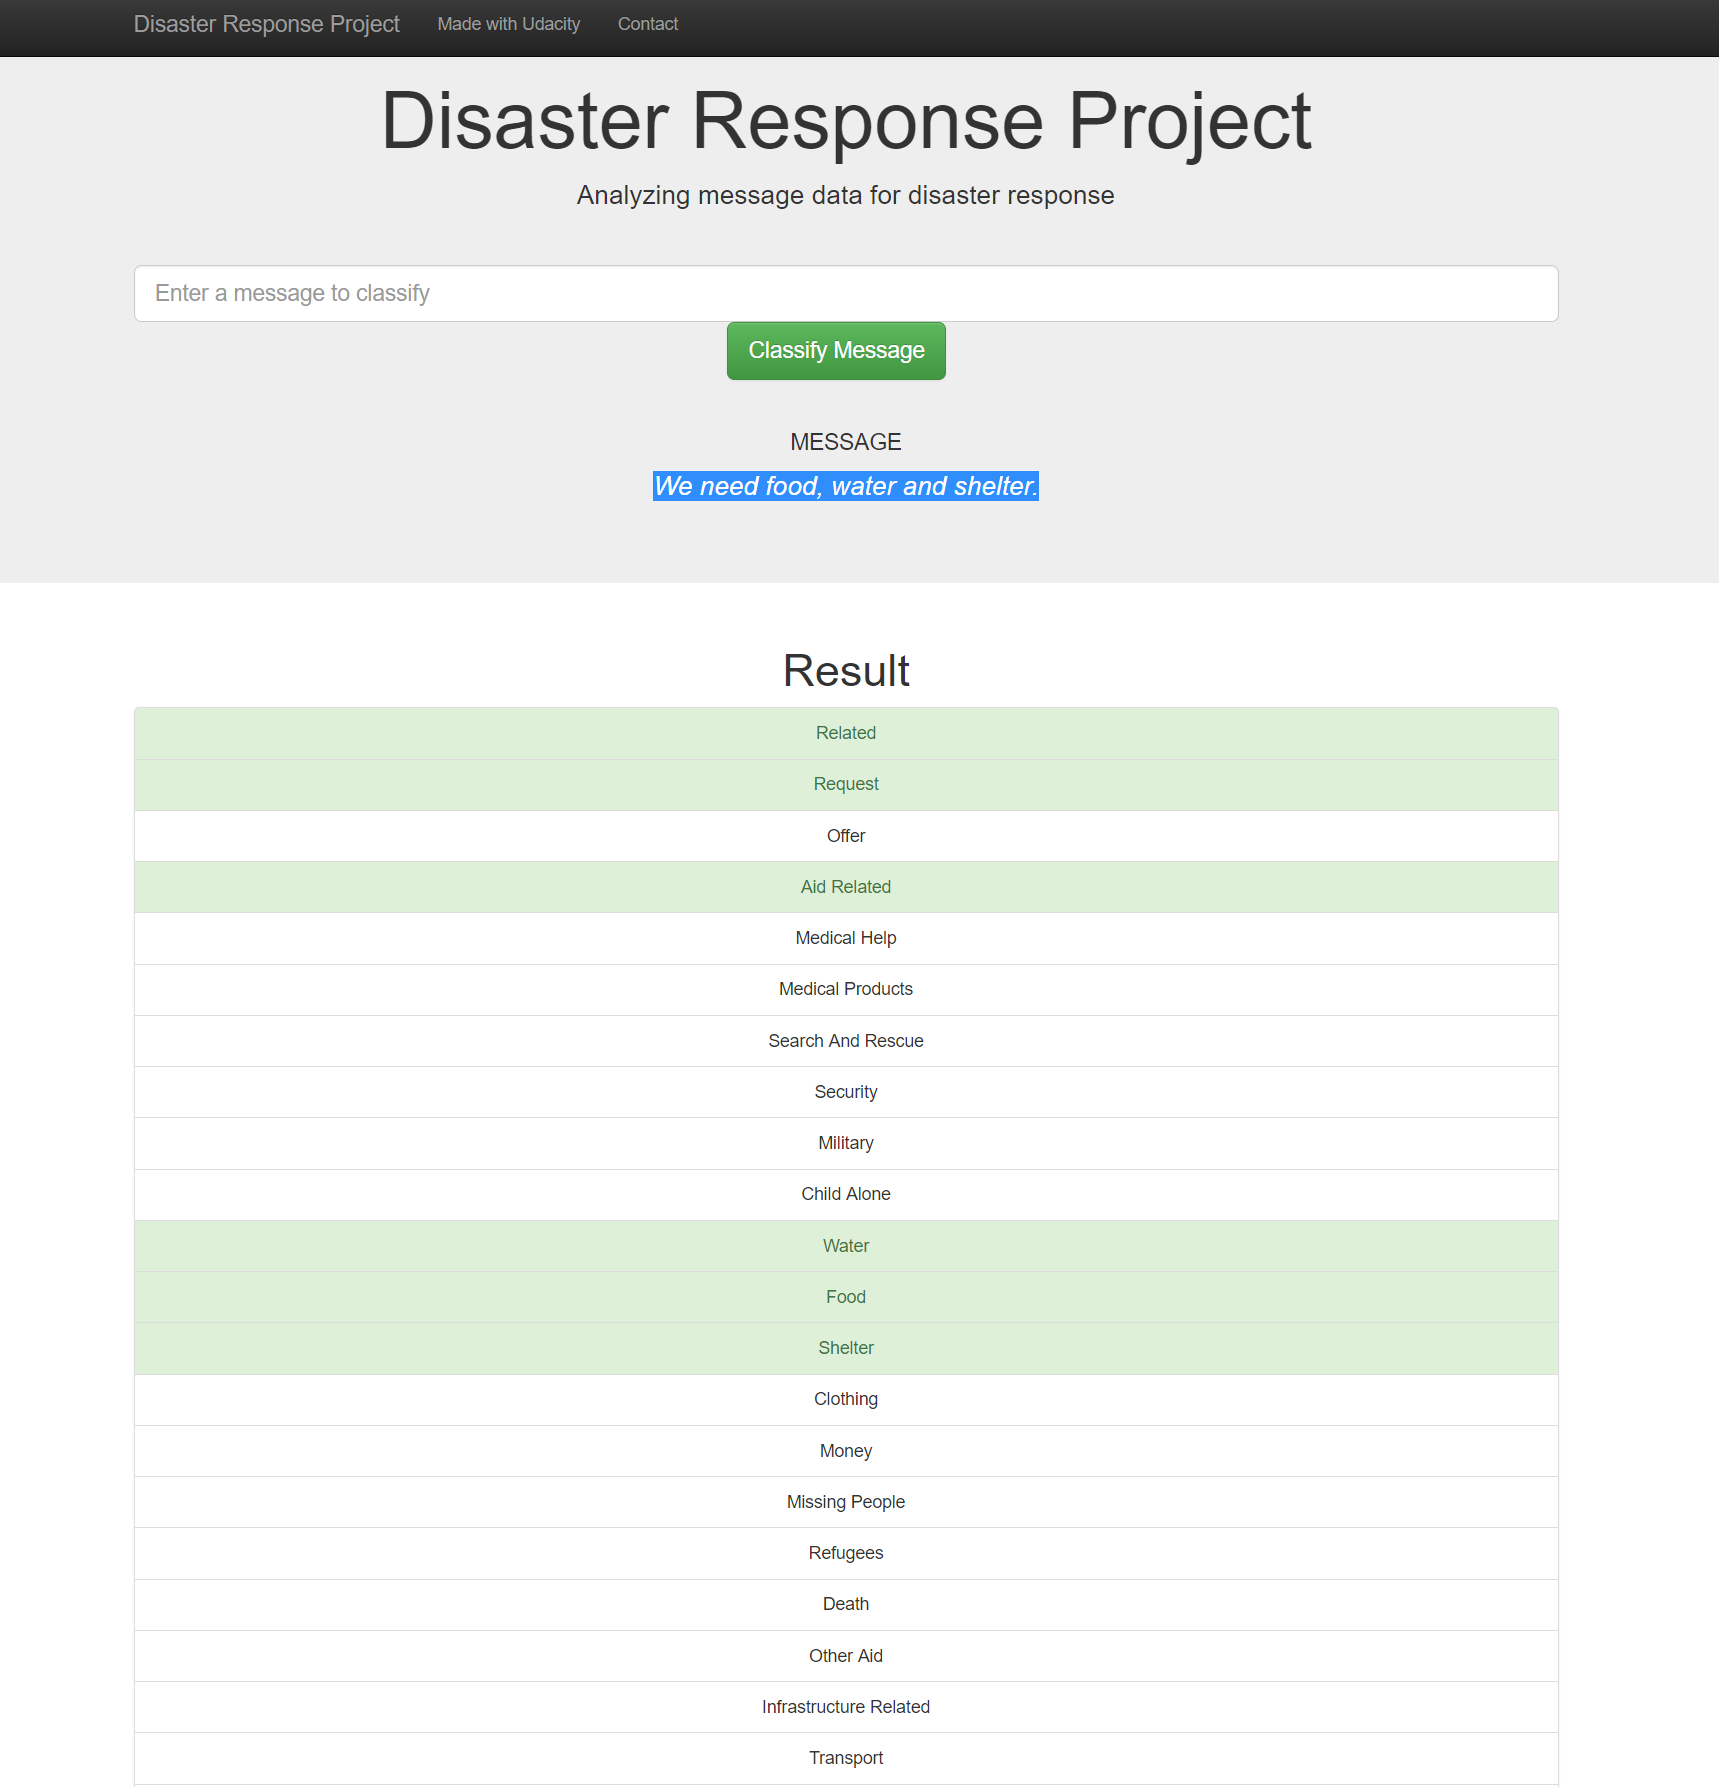 Disaster Response Project Made with Udacity Contact
Disaster Response Project
Analyzing message data for disaster response
Enter a message to classify
Classify Message
MESSAGE
We need food, water and shelter.
Result
Related
Request
Offer
Aid Related
Medical Help
Medical Products
Search And Rescue
Security
Military
Child Alone
Water
Food
Shelter
Clothing
Money
Missing People
Refugees
Death
Other Aid
Infrastructure Related
Transport